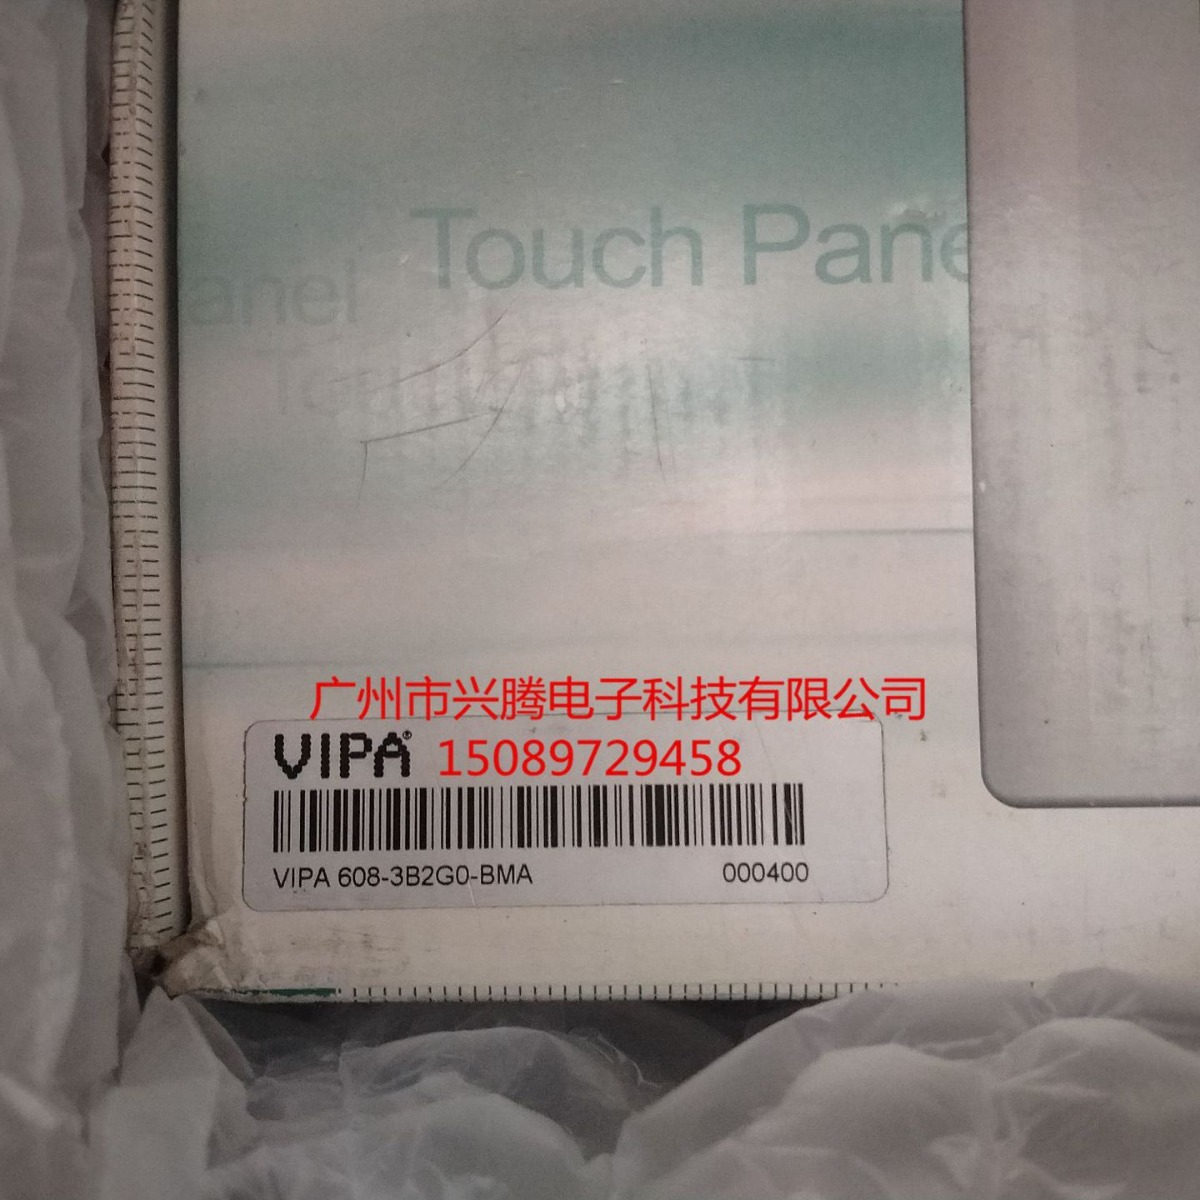 Touch Pane
anel
广州市兴腾电子科技有限公司
VIPA®
15089729458
VIPA 608-3B2G0-BMA
000400